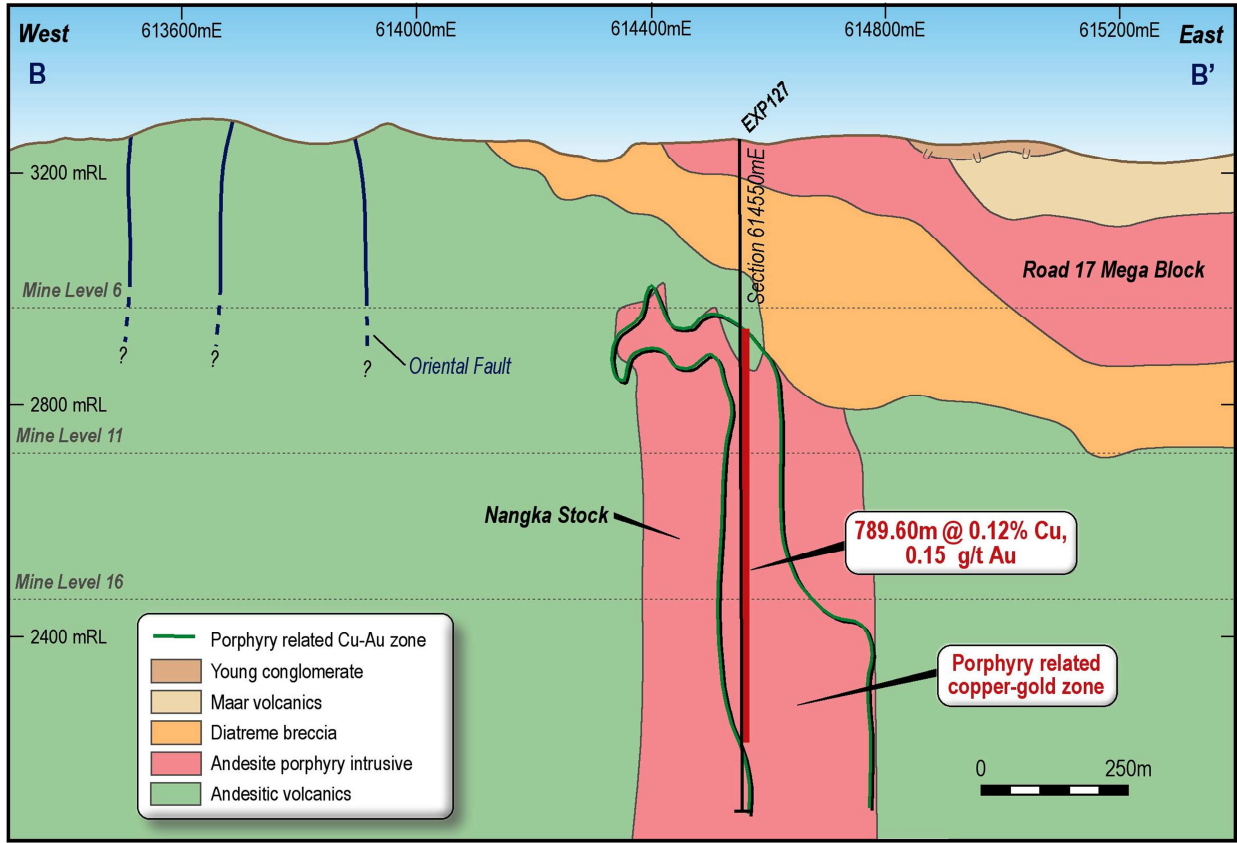 West
613600mE
614000mE
614400mE
614800mE
615200mE
East
B
B'
EXP127
Section 614550mE
3200 mRL
Mine Level 6
Road 17 Mega Block
?
?
?
Oriental Fault
2800 mRL
Mine Level 11
Nangka Stock
789.60m @ 0.12% Cu,
0.15 g/t Au
Mine Level 16
2400 mRL
Porphyry related Cu-Au zone
Young conglomerate
Maar volcanics
Diatreme breccia
Andesite porphyry intrusive
Andesitic volcanics
Porphyry related
copper-gold zone
0
250m